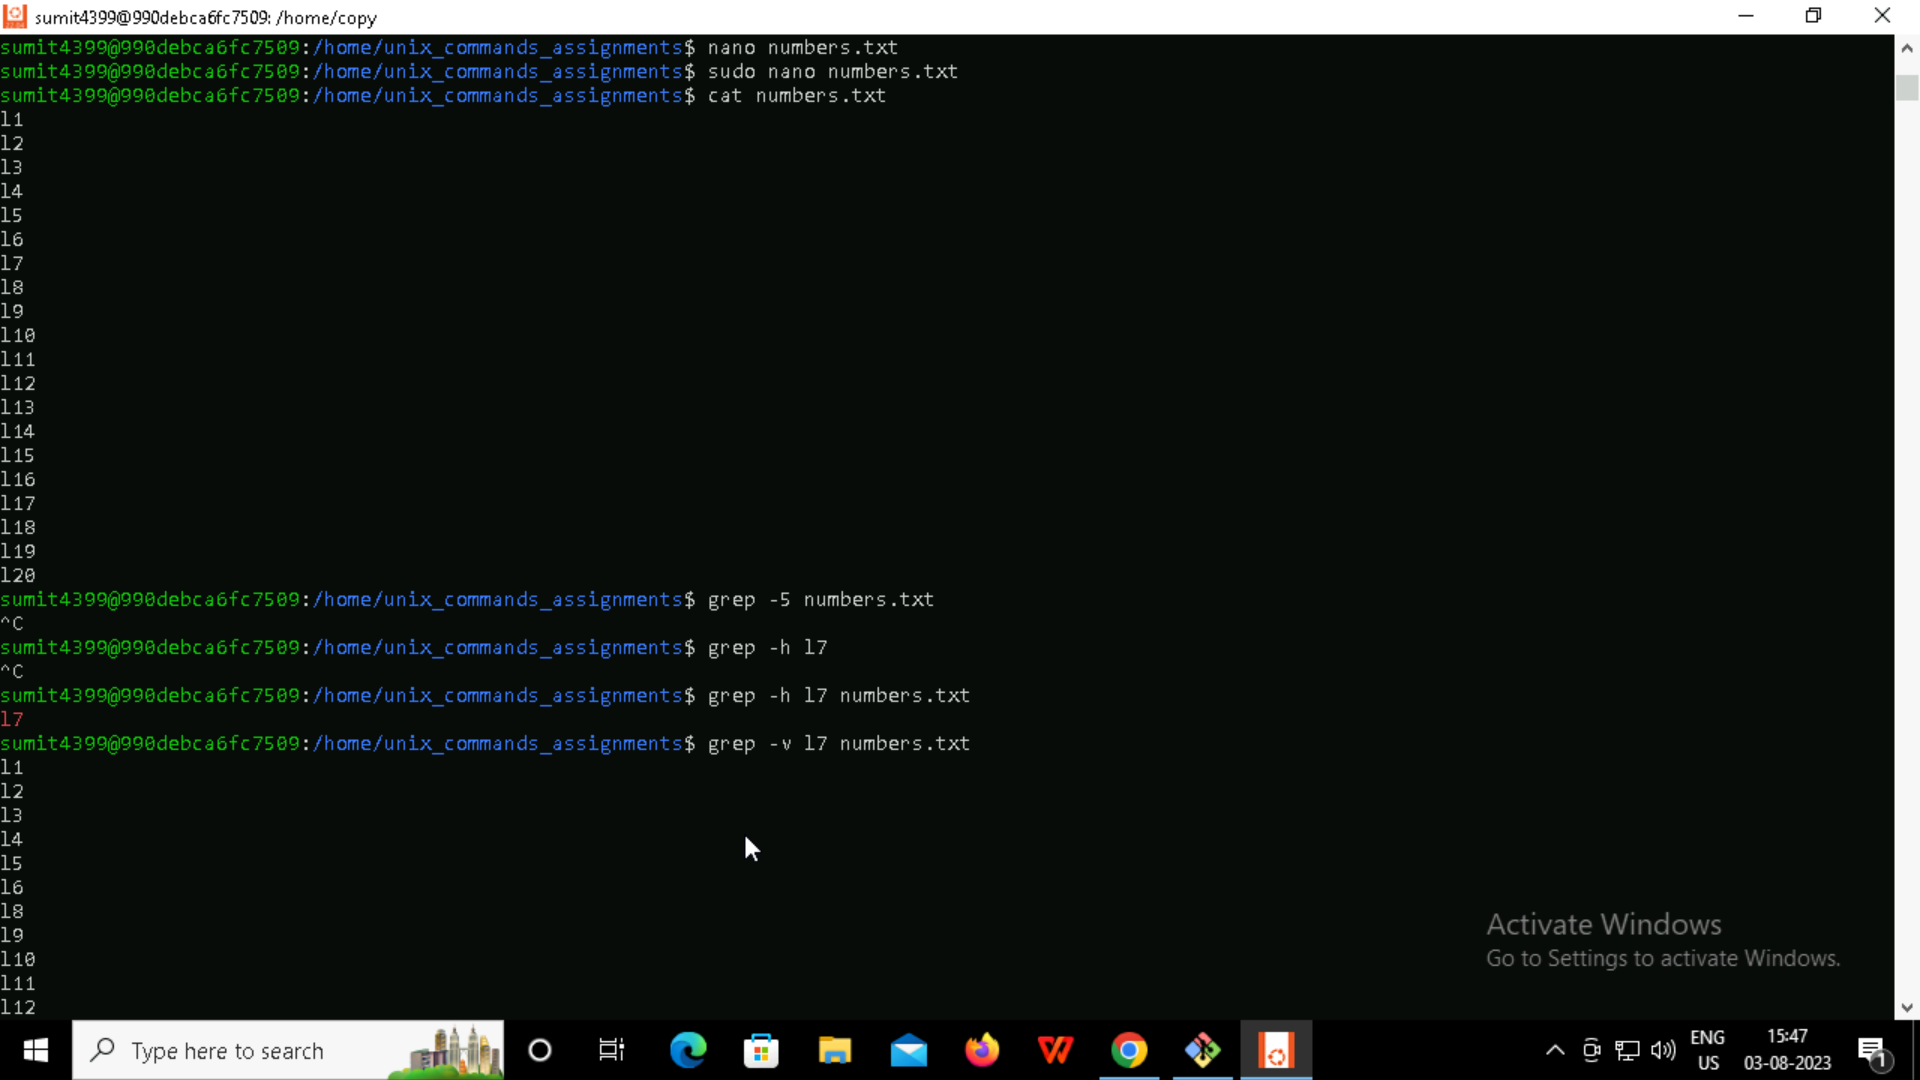 sumit4399@990debca6fc7509: /home/copy
sumit4399@990debca6fc7509:/home/unix_commands_assignments$ nano numbers.txt
sumit4399@990debca6fc7509:/home/unix_commands_assignments$ sudo nano numbers.txt
sumit4399@990debca6fc7509:/home/unix_commands_assignments$ cat numbers.txt
l1
l2
l3
l4
l5
l6
l7
l8
l9
l10
l11
l12
l13
l14
l15
l16
l17
l18
l19
l20
sumit4399@990debca6fc7509:/home/unix_commands_assignments$ grep -5 numbers.txt
^C
sumit4399@990debca6fc7509:/home/unix_commands_assignments$ grep -h l7
^C
sumit4399@990debca6fc7509:/home/unix_commands_assignments$ grep -h l7 numbers.txt
l7
sumit4399@990debca6fc7509:/home/unix_commands_assignments$ grep -v l7 numbers.txt
l1
l2
l3
l4
l5
l6
l8
l9
l10
l11
l12
Activate Windows
Go to Settings to activate Windows.
Type here to search
ENG
US
15:47
03-08-2023
1